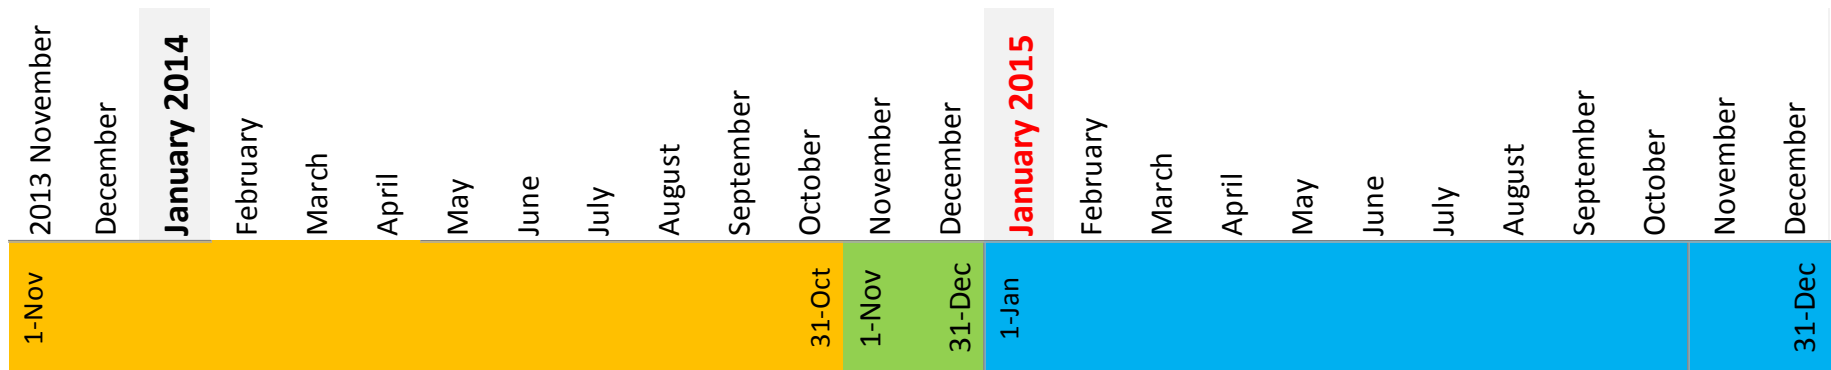 2013 November
December
January 2014
February
March
April
May
June
July
August
September
October
November
December
January 2015
February
March
April
May
June
July
August
September
October
November
December
1-Nov
31-Oct
1-Nov
31-Dec
1-Jan
31-Dec